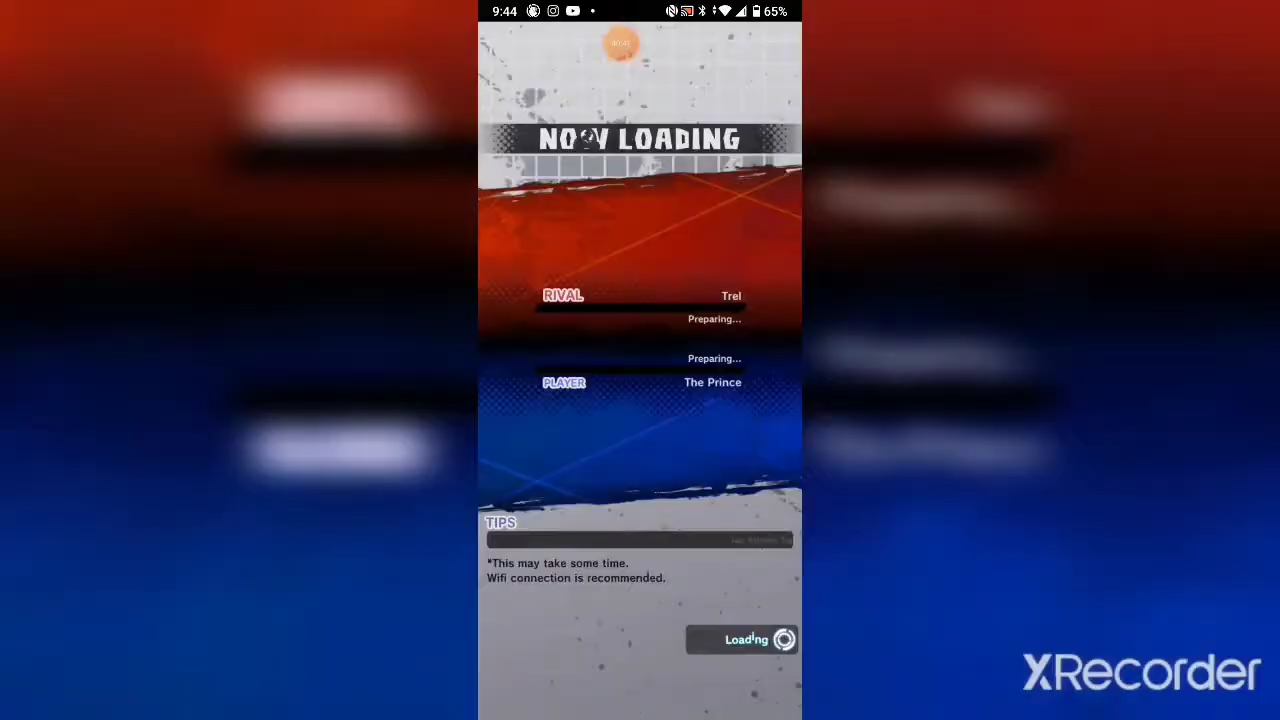 9:44 65%
NOW LOADING
RIVAL Trel
Preparing...
Preparing...
PLAYER The Prince
TIPS
*This may take some time.
Wifi connection is recommended.
Loading
XRecorder